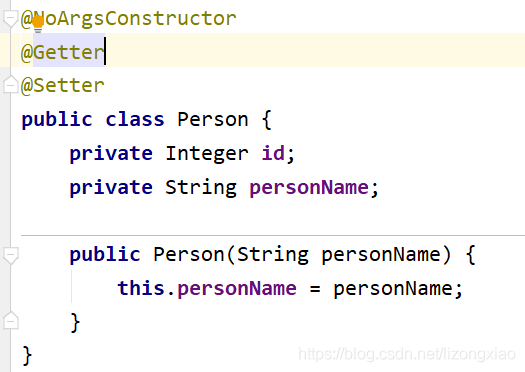 @NoArgsConstructor
@Getter
@Setter
public class Person {
    private Integer id;
    private String personName;

    public Person(String personName) {
        this.personName = personName;
    }
}
https://blog.csdn.net/lizongxiao